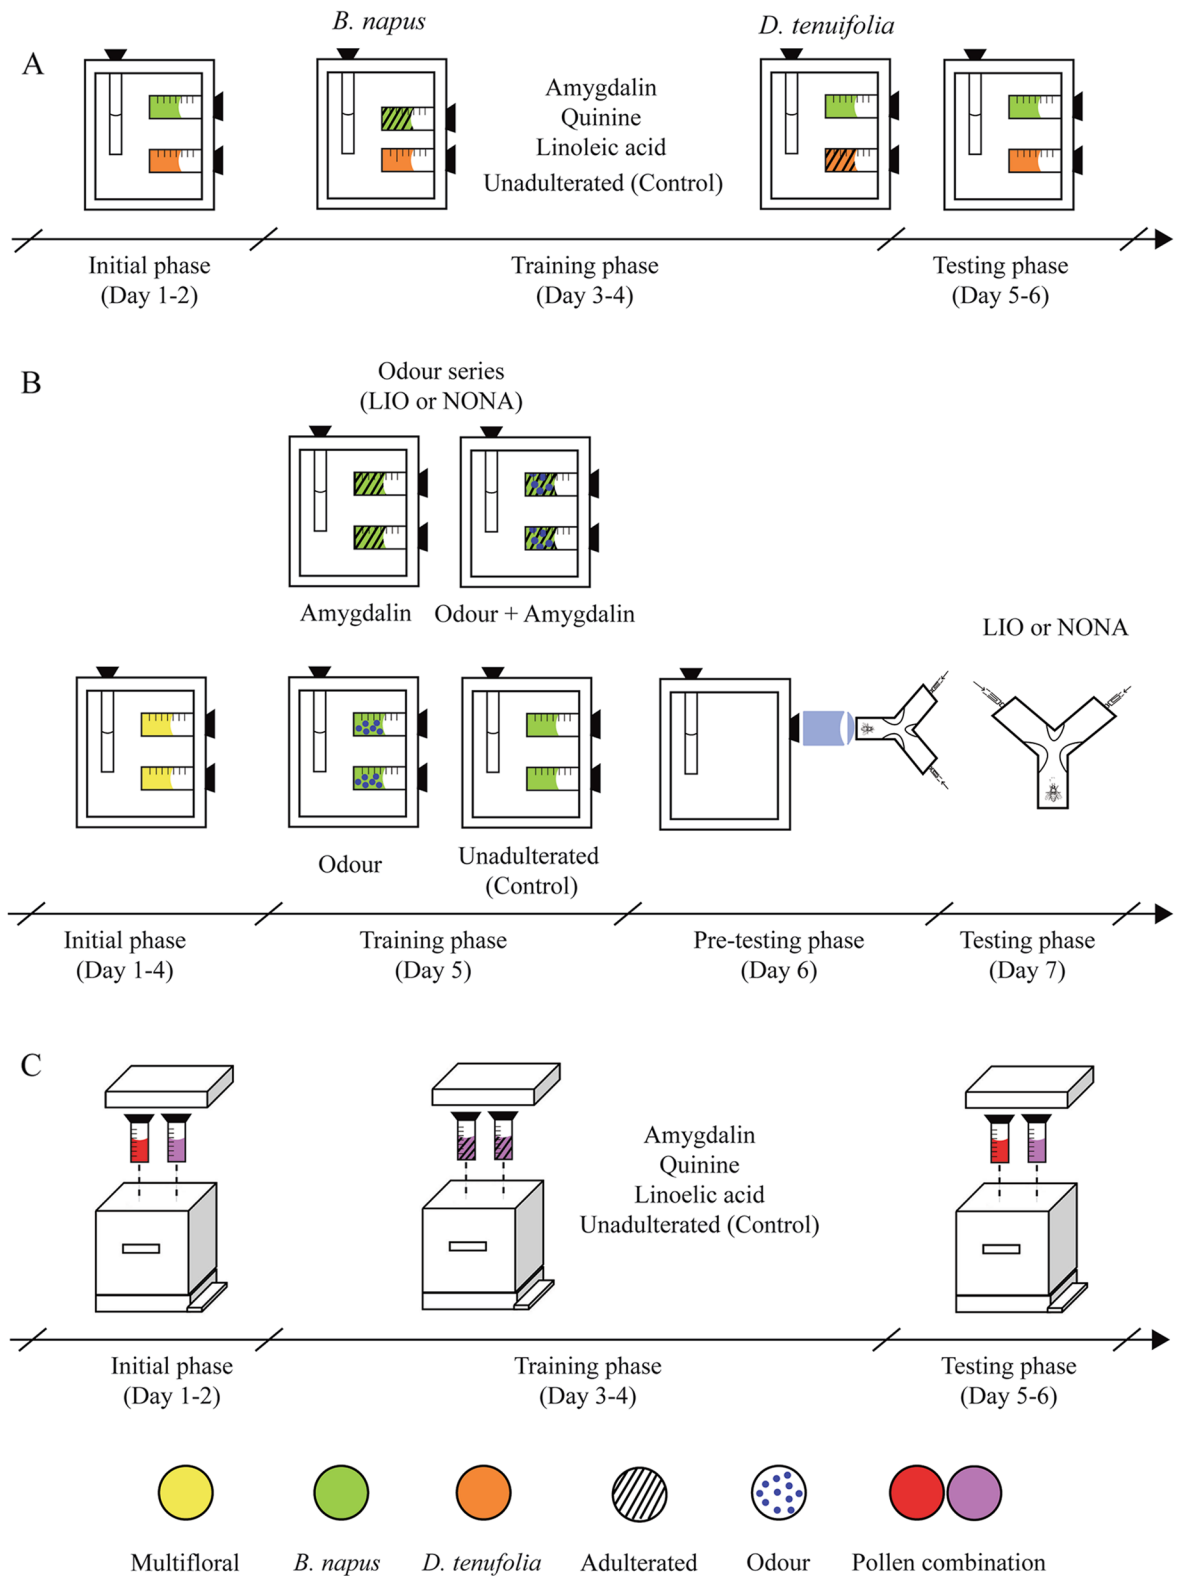 A
B. napus
D. tenuifolia
Amygdalin
Quinine
Linoleic acid
Unadulterated (Control)
Initial phase
(Day 1-2)
Training phase
(Day 3-4)
Testing phase
(Day 5-6)
B
Odour series
(LIO or NONA)
Amygdalin
Odour + Amygdalin
LIO or NONA
Odour
Unadulterated
(Control)
Initial phase
(Day 1-4)
Training phase
(Day 5)
Pre-testing phase
(Day 6)
Testing phase
(Day 7)
C
Amygdalin
Quinine
Linoelic acid
Unadulterated (Control)
Initial phase
(Day 1-2)
Training phase
(Day 3-4)
Testing phase
(Day 5-6)
Multifloral
B. napus
D. tenufolia
Adulterated
Odour
Pollen combination